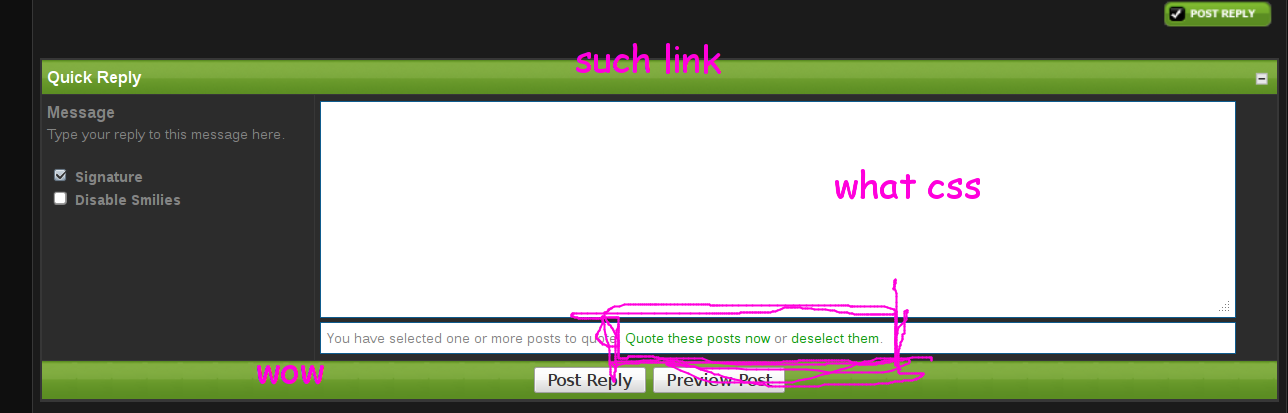 POST REPLY
such link
Quick Reply
Message
Type your reply to this message here.
Signature
Disable Smilies
what css
You have selected one or more posts to quote. Quote these posts now or deselect them.
wow
Post Reply Preview Post